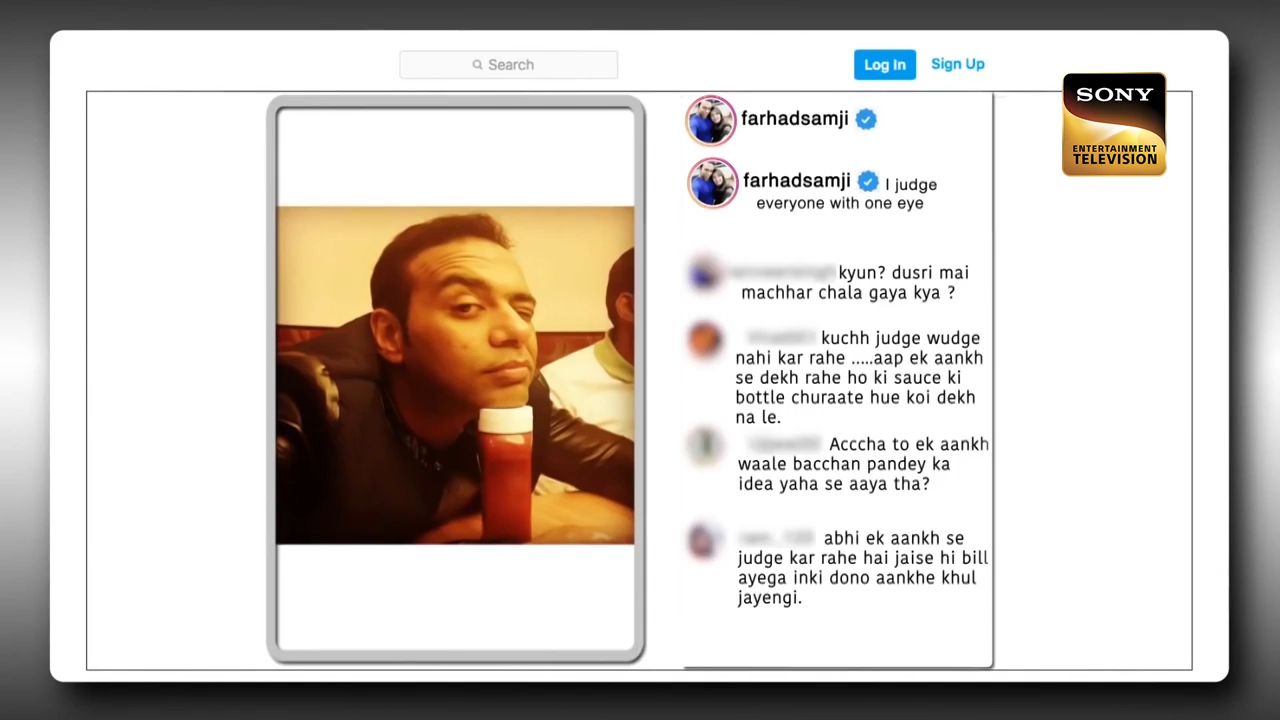 Search
Log In
Sign Up
SONY
ENTERTAINMENT
TELEVISION
farhadsamji
farhadsamji I judge
everyone with one eye
kyun? dusri mai
machhar chala gaya kya ?
kuchh judge wudge
nahi kar rahe .....aap ek aankh
se dekh rahe ho ki sauce ki
bottle churaate hue koi dekh
na le.
Acccha to ek aankh
waale bacchan pandey ka
idea yaha se aaya tha?
abhi ek aankh se
judge kar rahe hai jaise hi bill
ayega inki dono aankhe khul
jayengi.